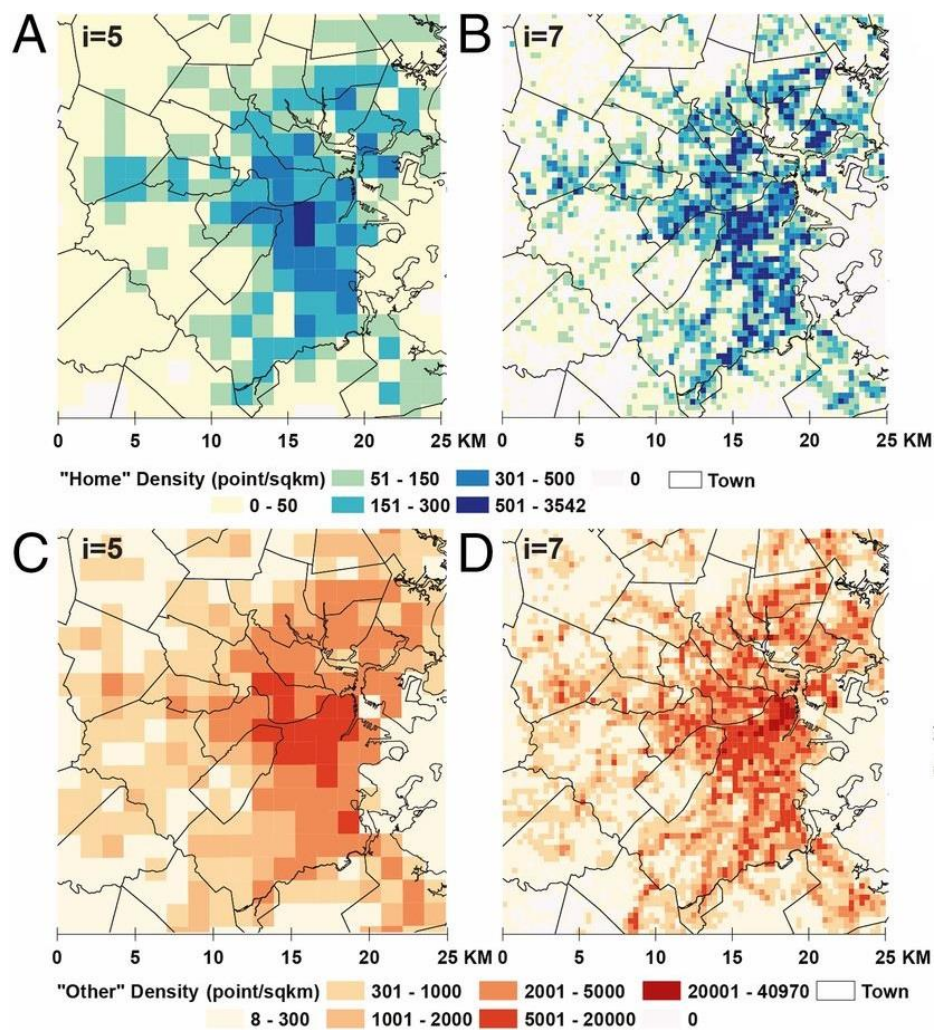 A i=5
B i=7
0 5 10 15 20 25 KM
0 5 10 15 20 25 KM
"Home" Density (point/sqkm) 51 - 150 301 - 500 0 Town
0 - 50 151 - 300 501 - 3542
C i=5
D i=7
0 5 10 15 20 25 KM
0 5 10 15 20 25 KM
"Other" Density (point/sqkm) 301 - 1000 2001 - 5000 20001 - 40970 Town
8 - 300 1001 - 2000 5001 - 20000 0